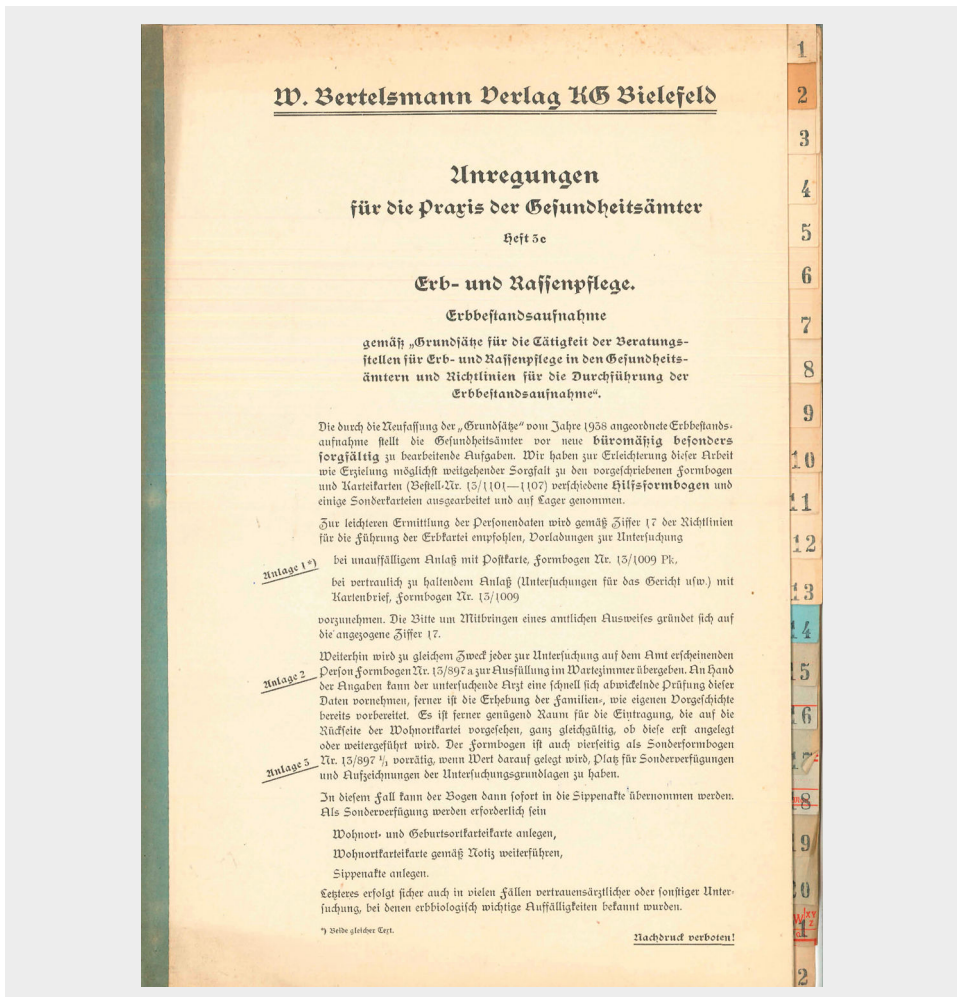 W. Bertelsmann Verlag KG Bielefeld
Anregungen
für die Praxis der Gesundheitsämter
Heft 3c
Erb- und Rassenpflege.
Erbbestandsaufnahme
gemäß „Grundsätze für die Tätigkeit der Beratungs-
stellen für Erb- und Rassenpflege in den Gesundheits-
ämtern und Richtlinien für die Durchführung der
Erbbestandsaufnahme“.
Die durch die Neufassung der „Grundsätze“ vom Jahre 1938 angeordnete Erbbestands-
aufnahme stellt die Gesundheitsämter vor neue büromäßig besonders
sorgfältig zu bearbeitende Aufgaben. Wir haben zur Erleichterung dieser Arbeit
wie Erzielung möglichst weitgehender Sorgfalt zu den vorgeschriebenen Formbogen
und Karteikarten (Bestell-Nr. 13/1101—1107) verschiedene Hilfsformbogen und
einige Sonderkarteien ausgearbeitet und auf Lager genommen.
Zur leichteren Ermittlung der Personendaten wird gemäß Ziffer 17 der Richtlinien
für die Führung der Erbkartei empfohlen, Vorladungen zur Untersuchung
Anlage 1*)
bei unauffälligem Anlaß mit Postkarte, Formbogen Nr. 13/1009 Pk,
bei vertraulich zu haltendem Anlaß (Untersuchungen für das Gericht usw.) mit
Kartenbrief, Formbogen Nr. 13/1009
vorzunehmen. Die Bitte um Mitbringen eines amtlichen Ausweises gründet sich auf
die angezogene Ziffer 17.
Weiterhin wird zu gleichem Zweck jeder zur Untersuchung auf dem Amt erscheinenden
Anlage 2
Person Formbogen Nr. 13/897 a zur Ausfüllung im Wartezimmer übergeben. An Hand
der Angaben kann der untersuchende Arzt eine schnell sich abwickelnde Prüfung dieser
Daten vornehmen, ferner ist die Erhebung der Familien-, wie eigenen Vorgeschichte
bereits vorbereitet. Es ist ferner genügend Raum für die Eintragung, die auf die
Rückseite der Wohnortkartei vorgesehen, ganz gleichgültig, ob diese erst angelegt
oder weitergeführt wird. Der Formbogen ist auch vierseitig als Sonderformbogen
Anlage 3
Nr. 13/897 1/1 vorrätig, wenn Wert darauf gelegt wird, Platz für Sonderverfügungen
und Aufzeichnungen der Untersuchungsgrundlagen zu haben.
In diesem Fall kann der Bogen dann sofort in die Sippenakte übernommen werden.
Als Sonderverfügung werden erforderlich sein
Wohnort- und Geburtsortkarteikarte anlegen,
Wohnortkarteikarte gemäß Notiz weiterführen,
Sippenakte anlegen.
Letzteres erfolgt sicher auch in vielen Fällen vertrauensärztlicher oder sonstiger Unter-
suchung, bei denen erbbiologisch wichtige Auffälligkeiten bekannt wurden.
*) Beide gleicher Text.
Nachdruck verboten!
1
2
3
4
5
6
7
8
9
10
11
12
13
14
15
16
17
18
19
20